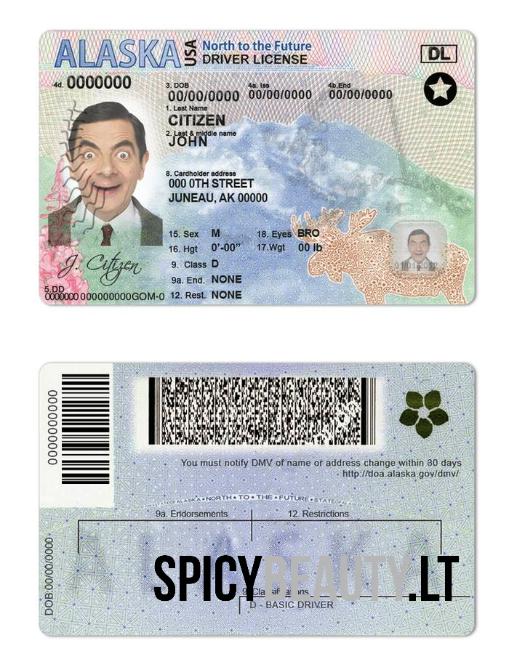 ALASKA USA North to the Future
DRIVER LICENSE
DL
4d. 0000000
3. DOB 4a. Iss 4b.End
00/00/0000 00/00/0000 00/00/0000
1. Last Name
CITIZEN
2. Last & middle name
JOHN
8. Cardholder address
000 0TH STREET
JUNEAU, AK 00000
15. Sex M 18. Eyes BRO
16. Hgt 0'-00" 17.Wgt 00 lb
9. Class D
9a. End. NONE
12. Rest. NONE
J. Citizen
5.DD
0000000 000000000GOM-0
0000000000
You must notify DMV of name or address change within 30 days
http://doa.alaska.gov/dmv/
ALASKA•NORTH•TO•THE•FUTURE•STATE
9a. Endorsements 12. Restrictions
ALASKA
DOB:00/00/0000
SPICYBEAUTY.LT
9. Classifications
D - BASIC DRIVER